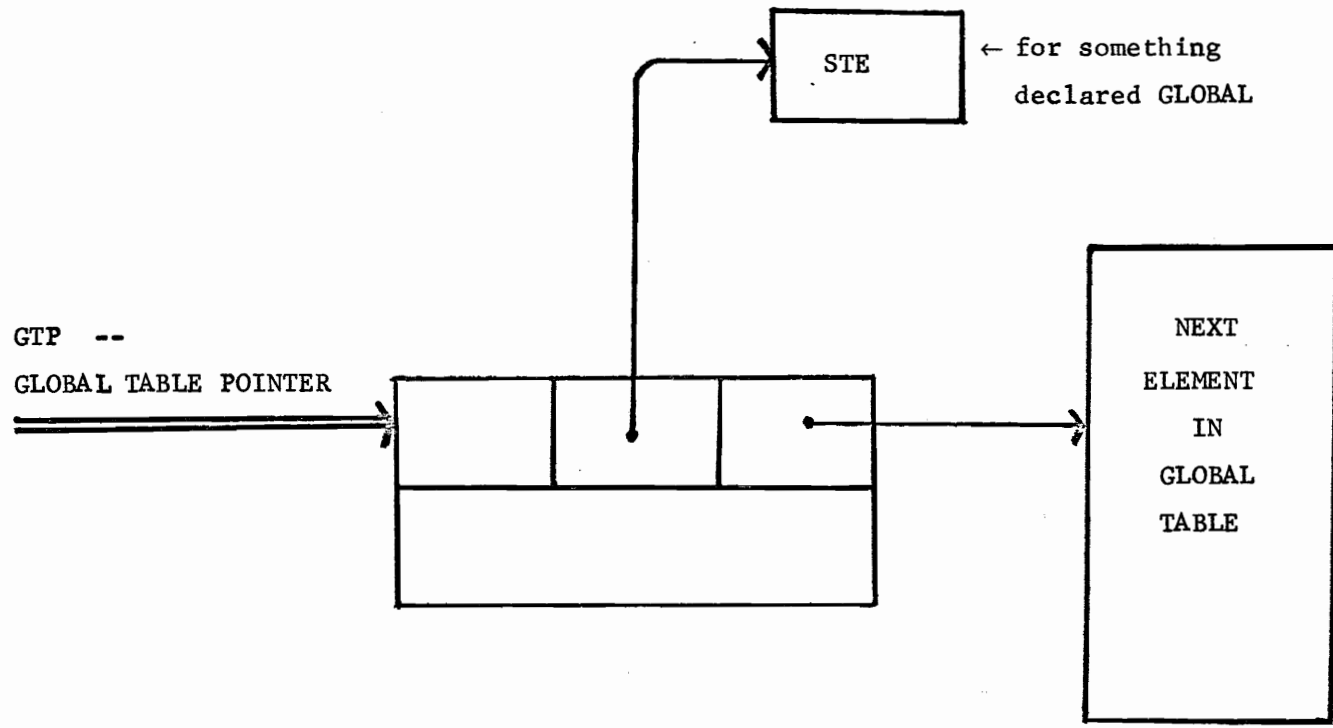 STE
← for something
declared GLOBAL
GTP --
GLOBAL TABLE POINTER
NEXT
ELEMENT
IN
GLOBAL
TABLE